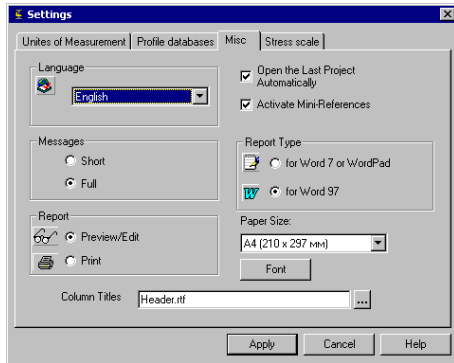 Settings
Unites of Measurement
Profile databases
Misc
Stress scale
Language
English
Open the Last Project
Automatically
Activate Mini-References
Messages
Short
Full
Report Type
for Word 7 or WordPad
for Word 97
Report
Preview/Edit
Print
Paper Size:
A4 (210 x 297 мм)
Font
Column Titles
Header.rtf
...
Apply
Cancel
Help